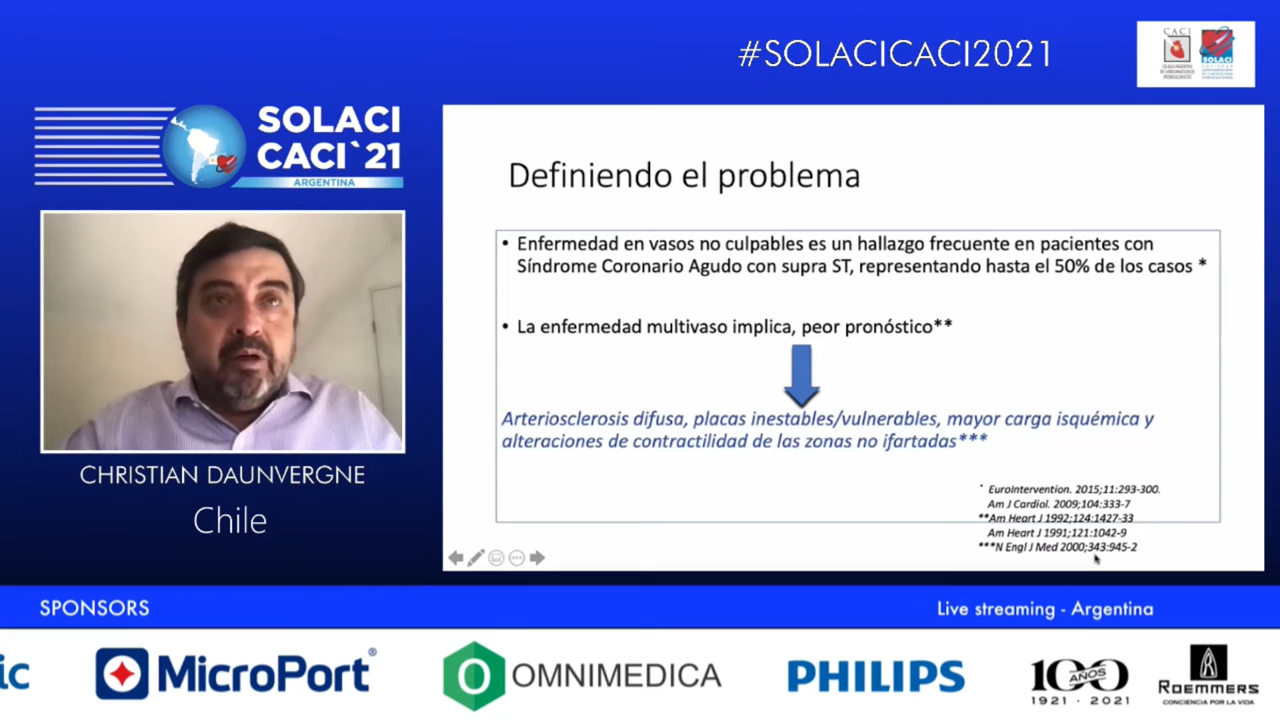 #SOLACICACI2021
CACI
SOLACI
SOLACI
CACI`21
ARGENTINA
Definiendo el problema
• Enfermedad en vasos no culpables es un hallazgo frecuente en pacientes con
Síndrome Coronario Agudo con supra ST, representando hasta el 50% de los casos *
• La enfermedad multivaso implica, peor pronóstico**
Arteriosclerosis difusa, placas inestables/vulnerables, mayor carga isquémica y
alteraciones de contractilidad de las zonas no ifartadas***
* EuroIntervention. 2015;11:293-300.
Am J Cardiol. 2009;104:333-7
**Am Heart J 1992;124:1427-33
Am Heart J 1991;121:1042-9
***N Engl J Med 2000;343:945-2
CHRISTIAN DAUNVERGNE
Chile
SPONSORS
Live streaming - Argentina
ic
MicroPort®
OMNIMEDICA
PHILIPS
100 AÑOS
1921 · 2021
ROEMMERS
CONCIENCIA POR LA VIDA